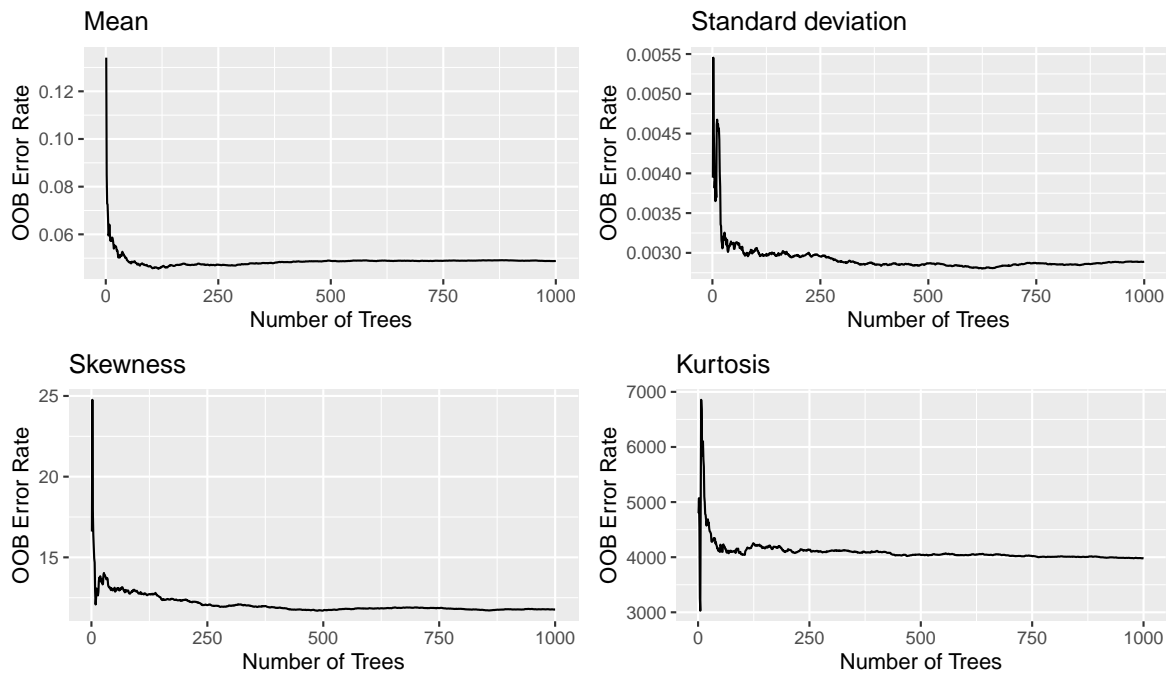 Mean
OOB Error Rate
0.12
0.10
0.08
0.06
0 250 500 750 1000
Number of Trees
Standard deviation
OOB Error Rate
0.0055
0.0050
0.0045
0.0040
0.0035
0.0030
0 250 500 750 1000
Number of Trees
Skewness
OOB Error Rate
25
20
15
0 250 500 750 1000
Number of Trees
Kurtosis
OOB Error Rate
7000
6000
5000
4000
3000
0 250 500 750 1000
Number of Trees